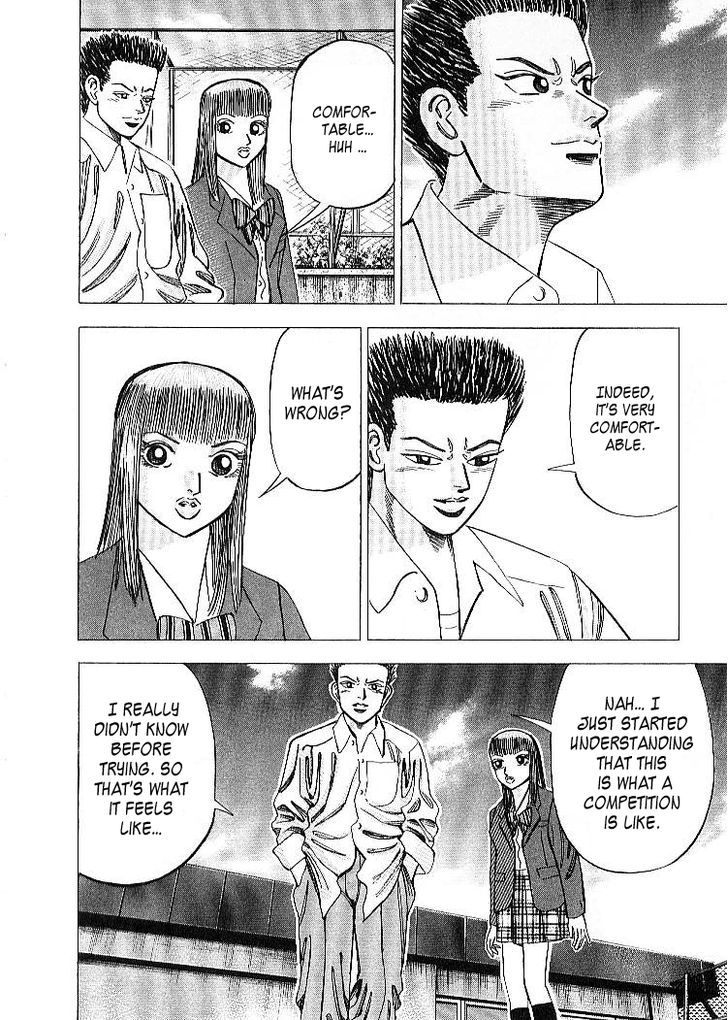 COMFOR-
TABLE...
HUH ...
INDEED,
IT'S VERY
COMFORT-
ABLE.
WHAT'S
WRONG?
NAH... I
JUST STARTED
UNDERSTANDING
THAT THIS
IS WHAT A
COMPETITION
IS LIKE.
I REALLY
DIDN'T KNOW
BEFORE
TRYING. SO
THAT'S WHAT
IT FEELS
LIKE...